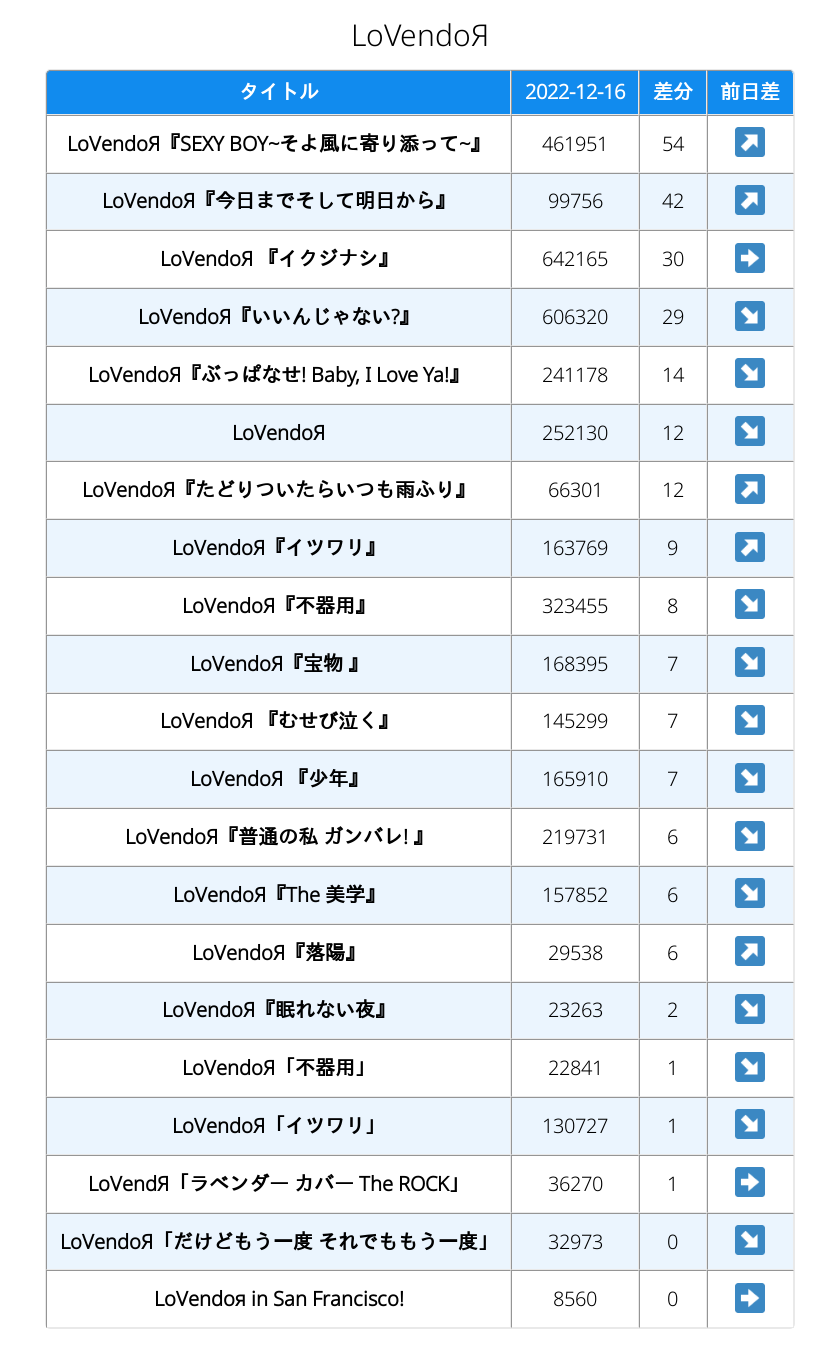 LoVendoЯ
タイトル 2022-12-16 差分 前日差
LoVendoЯ『SEXY BOY~そよ風に寄り添って~』 461951 54 ↗
LoVendoЯ『今日までそして明日から』 99756 42 ↗
LoVendoЯ 『イクジナシ』 642165 30 ➡
LoVendoЯ『いいんじゃない?』 606320 29 ↘
LoVendoЯ『ぶっぱなせ! Baby, I Love Ya!』 241178 14 ↘
LoVendoЯ 252130 12 ↘
LoVendoЯ『たどりついたらいつも雨ふり』 66301 12 ↗
LoVendoЯ『イツワリ』 163769 9 ↗
LoVendoЯ『不器用』 323455 8 ↘
LoVendoЯ『宝物 』 168395 7 ↘
LoVendoЯ 『むせび泣く』 145299 7 ↘
LoVendoЯ 『少年』 165910 7 ↘
LoVendoЯ『普通の私 ガンバレ! 』 219731 6 ↘
LoVendoЯ『The 美学』 157852 6 ↘
LoVendoЯ『落陽』 29538 6 ↗
LoVendoЯ『眠れない夜』 23263 2 ↘
LoVendoЯ「不器用」 22841 1 ↘
LoVendoЯ「イツワリ」 130727 1 ↘
LoVendЯ「ラベンダー カバー The ROCK」 36270 1 ➡
LoVendoЯ「だけどもう一度 それでももう一度」 32973 0 ↘
LoVendoя in San Francisco! 8560 0 ➡